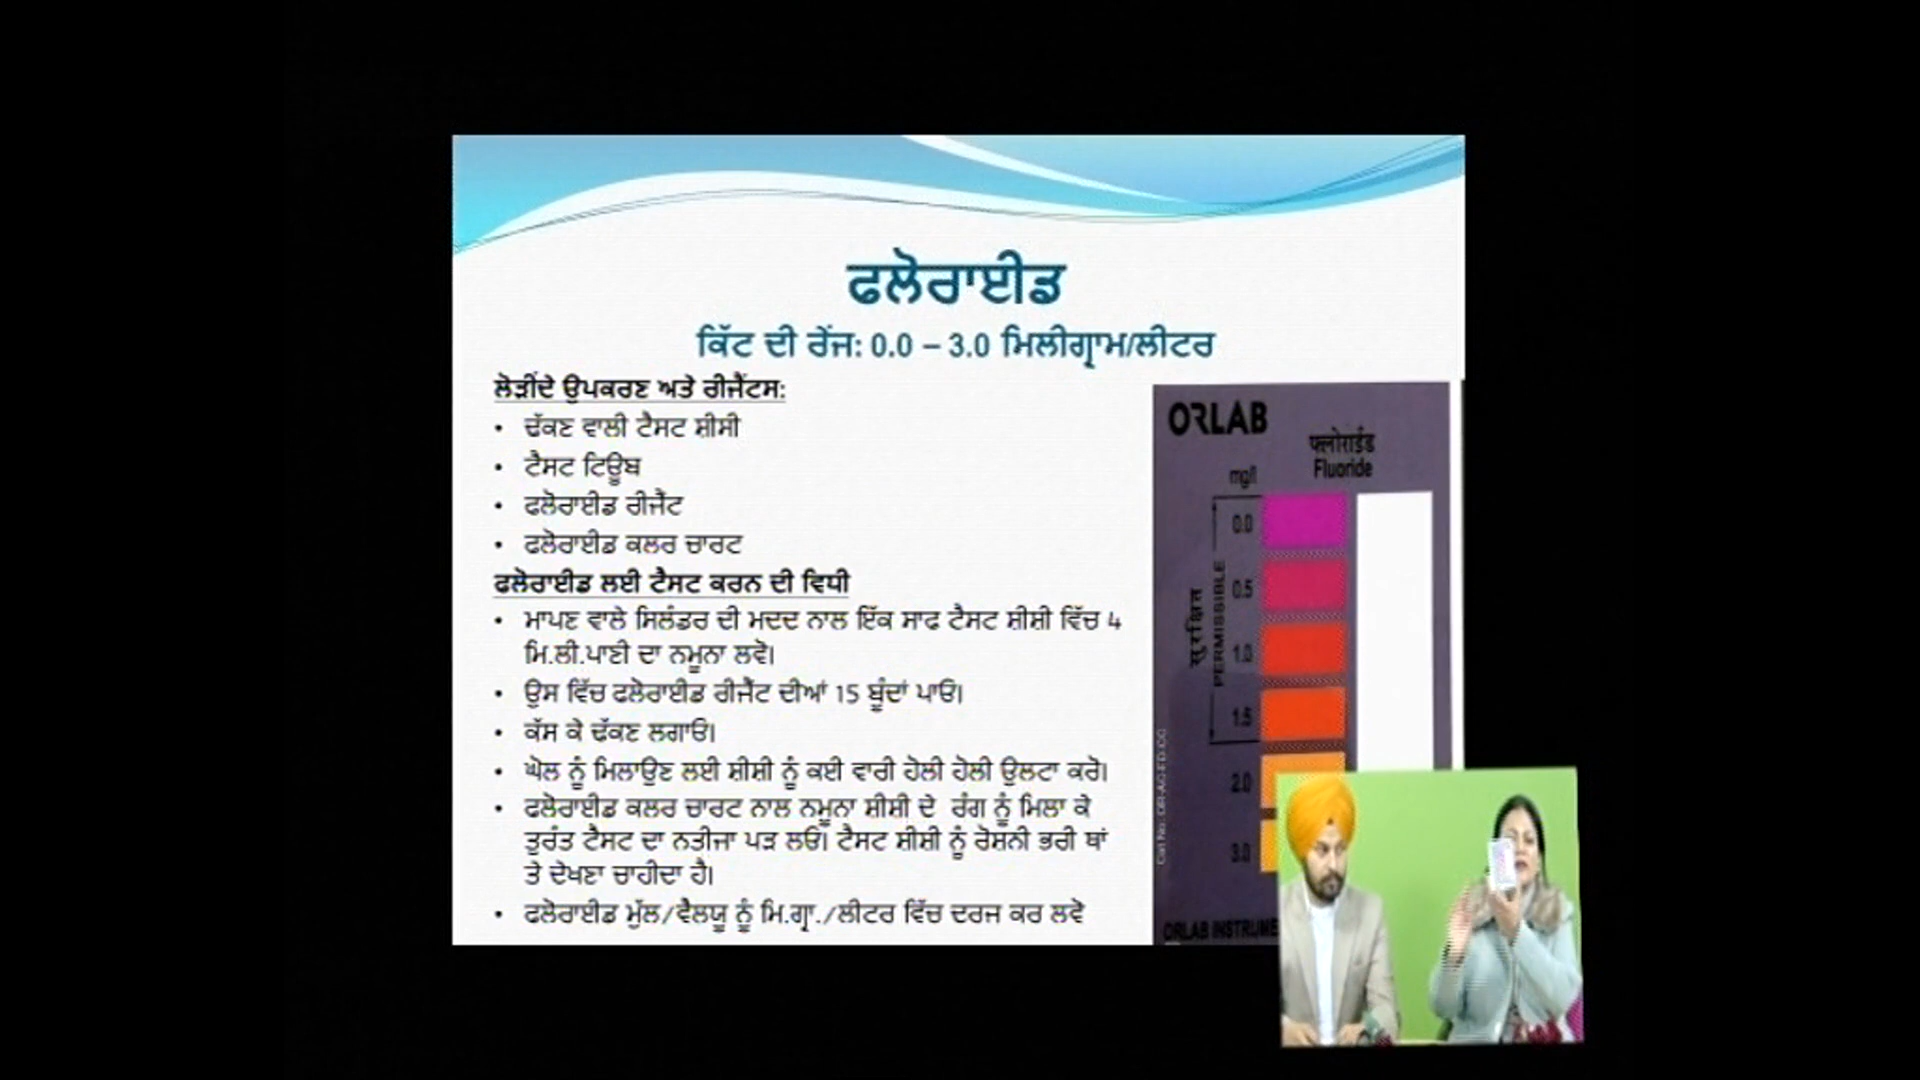 ਫਲੋਰਾਈਡ
ਕਿੱਟ ਦੀ ਰੇਂਜ: 0.0 – 3.0 ਮਿਲੀਗ੍ਰਾਮ/ਲੀਟਰ
ਲੋੜੀਂਦੇ ਉਪਕਰਣ ਅਤੇ ਰੀਜੈਂਟਸ:
• ਢੱਕਣ ਵਾਲੀ ਟੈਸਟ ਸ਼ੀਸੀ
• ਟੈਸਟ ਟਿਊਬ
• ਫਲੋਰਾਈਡ ਰੀਜੈਂਟ
• ਫਲੋਰਾਈਡ ਕਲਰ ਚਾਰਟ
ਫਲੋਰਾਈਡ ਲਈ ਟੈਸਟ ਕਰਨ ਦੀ ਵਿਧੀ
• ਮਾਪਣ ਵਾਲੇ ਸਿਲੰਡਰ ਦੀ ਮਦਦ ਨਾਲ ਇੱਕ ਸਾਫ ਟੈਸਟ ਸ਼ੀਸ਼ੀ ਵਿੱਚ 4
ਮਿ.ਲੀ.ਪਾਣੀ ਦਾ ਨਮੂਨਾ ਲਵੋ।
• ਉਸ ਵਿੱਚ ਫਲੋਰਾਈਡ ਰੀਜੈਂਟ ਦੀਆਂ 15 ਬੂੰਦਾਂ ਪਾਓ।
• ਕੱਸ ਕੇ ਢੱਕਣ ਲਗਾਓ।
• ਘੋਲ ਨੂੰ ਮਿਲਾਉਣ ਲਈ ਸ਼ੀਸ਼ੀ ਨੂੰ ਕਈ ਵਾਰੀ ਹੋਲੀ ਹੋਲੀ ਉਲਟਾ ਕਰੋ।
• ਫਲੋਰਾਈਡ ਕਲਰ ਚਾਰਟ ਨਾਲ ਨਮੂਨਾ ਸ਼ੀਸ਼ੀ ਦੇ ਰੰਗ ਨੂੰ ਮਿਲਾ ਕੇ
ਤੁਰੰਤ ਟੈਸਟ ਦਾ ਨਤੀਜਾ ਪੜ ਲਓ। ਟੈਸਟ ਸ਼ੀਸ਼ੀ ਨੂੰ ਰੋਸ਼ਨੀ ਭਰੀ ਥਾਂ
ਤੇ ਦੇਖਣਾ ਚਾਹੀਦਾ ਹੈ।
• ਫਲੋਰਾਈਡ ਮੁੱਲ/ਵੈਲਯੂ ਨੂੰ ਮਿ.ਗ੍ਰਾ./ਲੀਟਰ ਵਿੱਚ ਦਰਜ ਕਰ ਲਵੋ
ORLAB
फ्लोराईड
Fluoride
mg/l
0.0
0.5
1.0
1.5
2.0
3.0
सुरक्षित
PERMISSIBLE
ORLAB